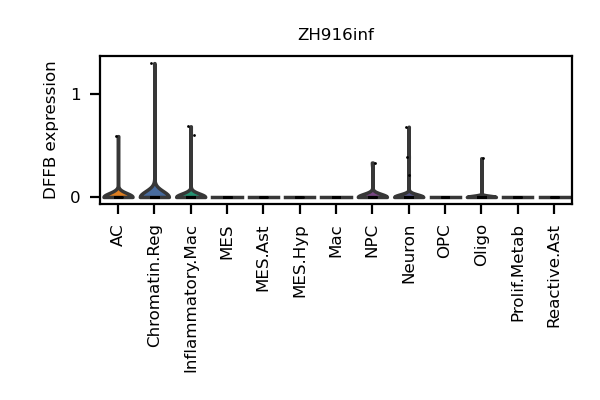 ZH916inf
DFFB expression
1
0
AC
Chromatin.Reg
Inflammatory.Mac
MES
MES.Ast
MES.Hyp
Mac
NPC
Neuron
OPC
Oligo
Prolif.Metab
Reactive.Ast